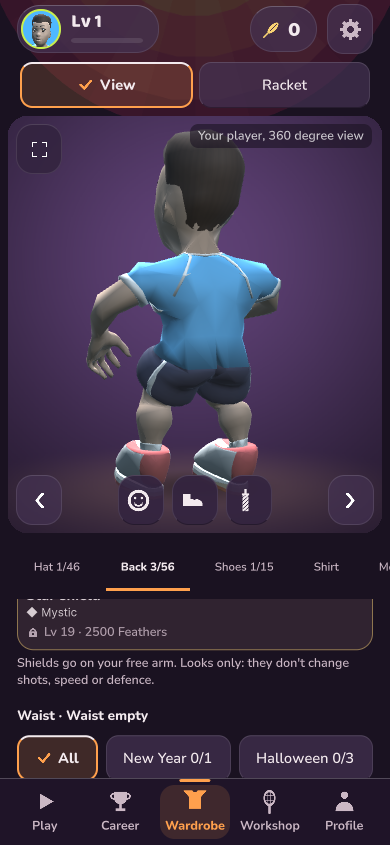 Lv 1
0
View
Racket
Your player, 360 degree view
Hat 1/46
Back 3/56
Shoes 1/15
Shirt
Mystic
Lv 19 · 2500 Feathers
Shields go on your free arm. Looks only: they don't change
shots, speed or defence.
Waist · Waist empty
All
New Year 0/1
Halloween 0/3
Play
Career
Wardrobe
Workshop
Profile